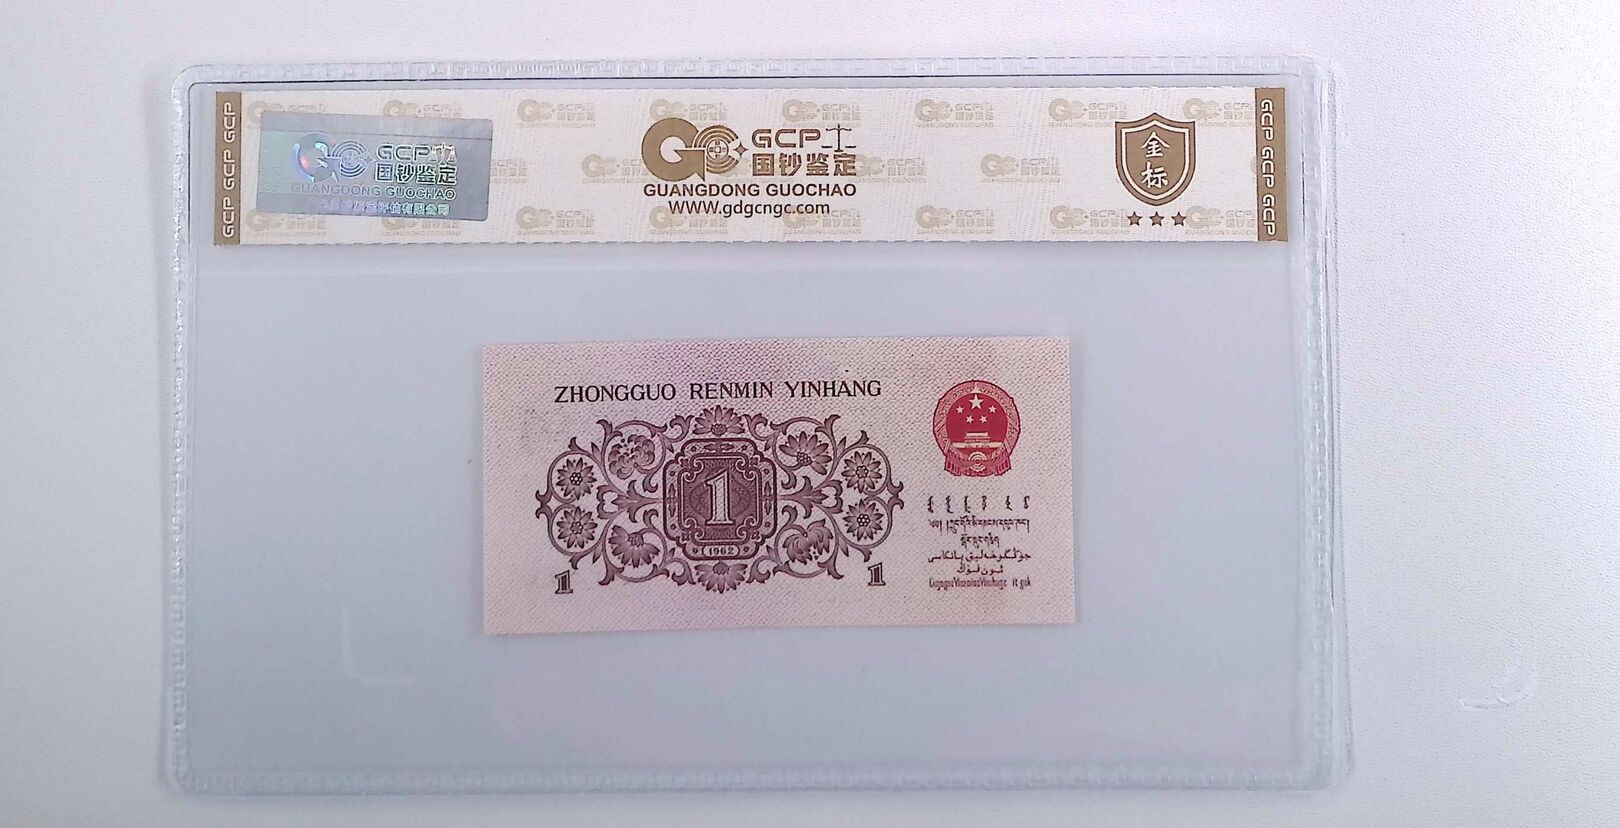 GCP GCP GCP
GCP
国钞鉴定
GUANGDONG GUOCHAO
GCP
国钞鉴定
GUANGDONG GUOCHAO
WWW.gdgcngc.com
金
标
GCP GCP GCP
ZHONGGUO RENMIN YINHANG
1
(1962)
1 1